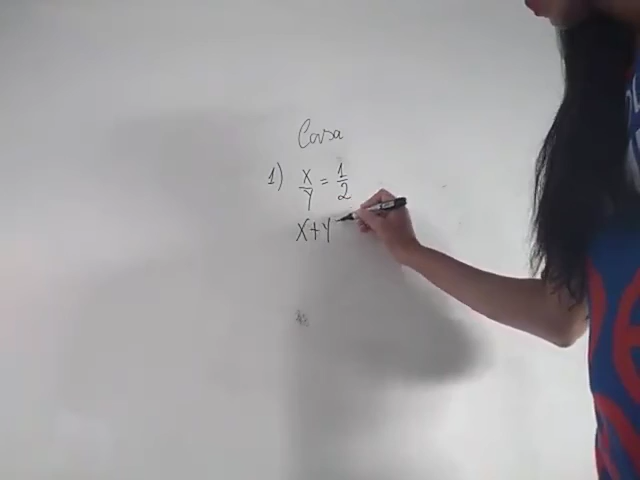 Casa
1) x/y = 1/2
x+y